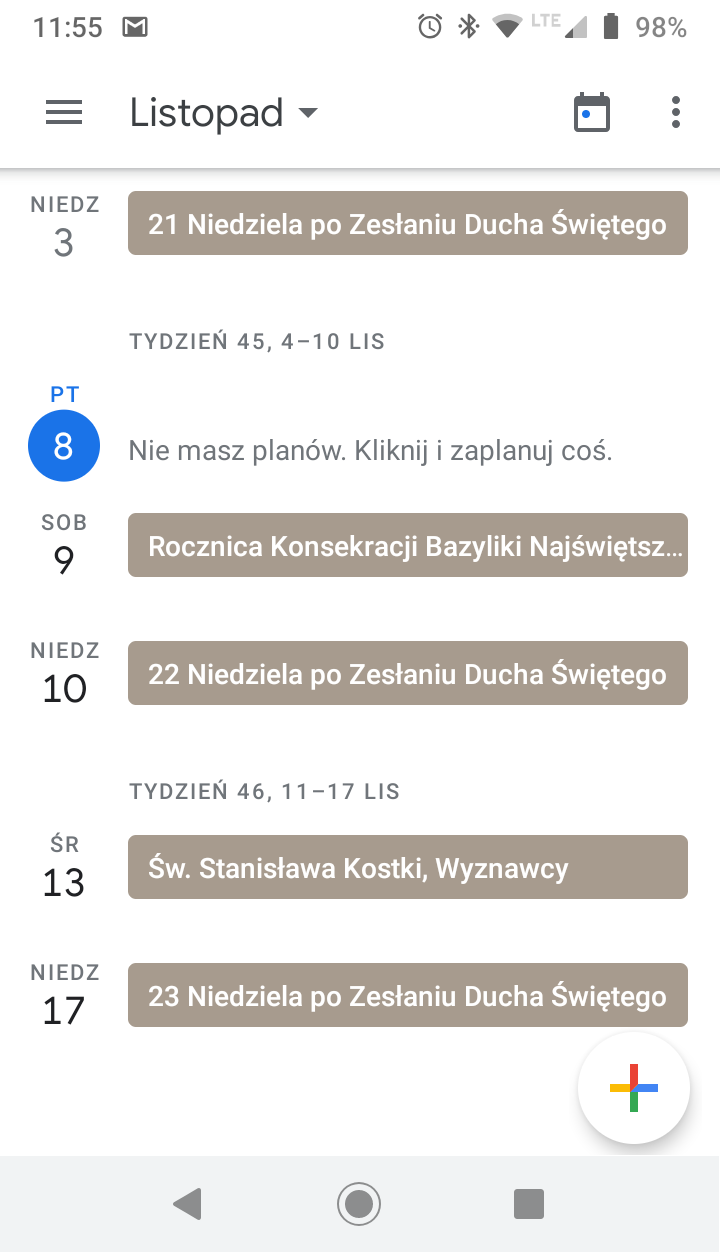 11:55 LTE 98%
Listopad
NIEDZ
3
21 Niedziela po Zesłaniu Ducha Świętego
TYDZIEŃ 45, 4–10 LIS
PT
8
Nie masz planów. Kliknij i zaplanuj coś.
SOB
9
Rocznica Konsekracji Bazyliki Najświętsz...
NIEDZ
10
22 Niedziela po Zesłaniu Ducha Świętego
TYDZIEŃ 46, 11–17 LIS
ŚR
13
Św. Stanisława Kostki, Wyznawcy
NIEDZ
17
23 Niedziela po Zesłaniu Ducha Świętego